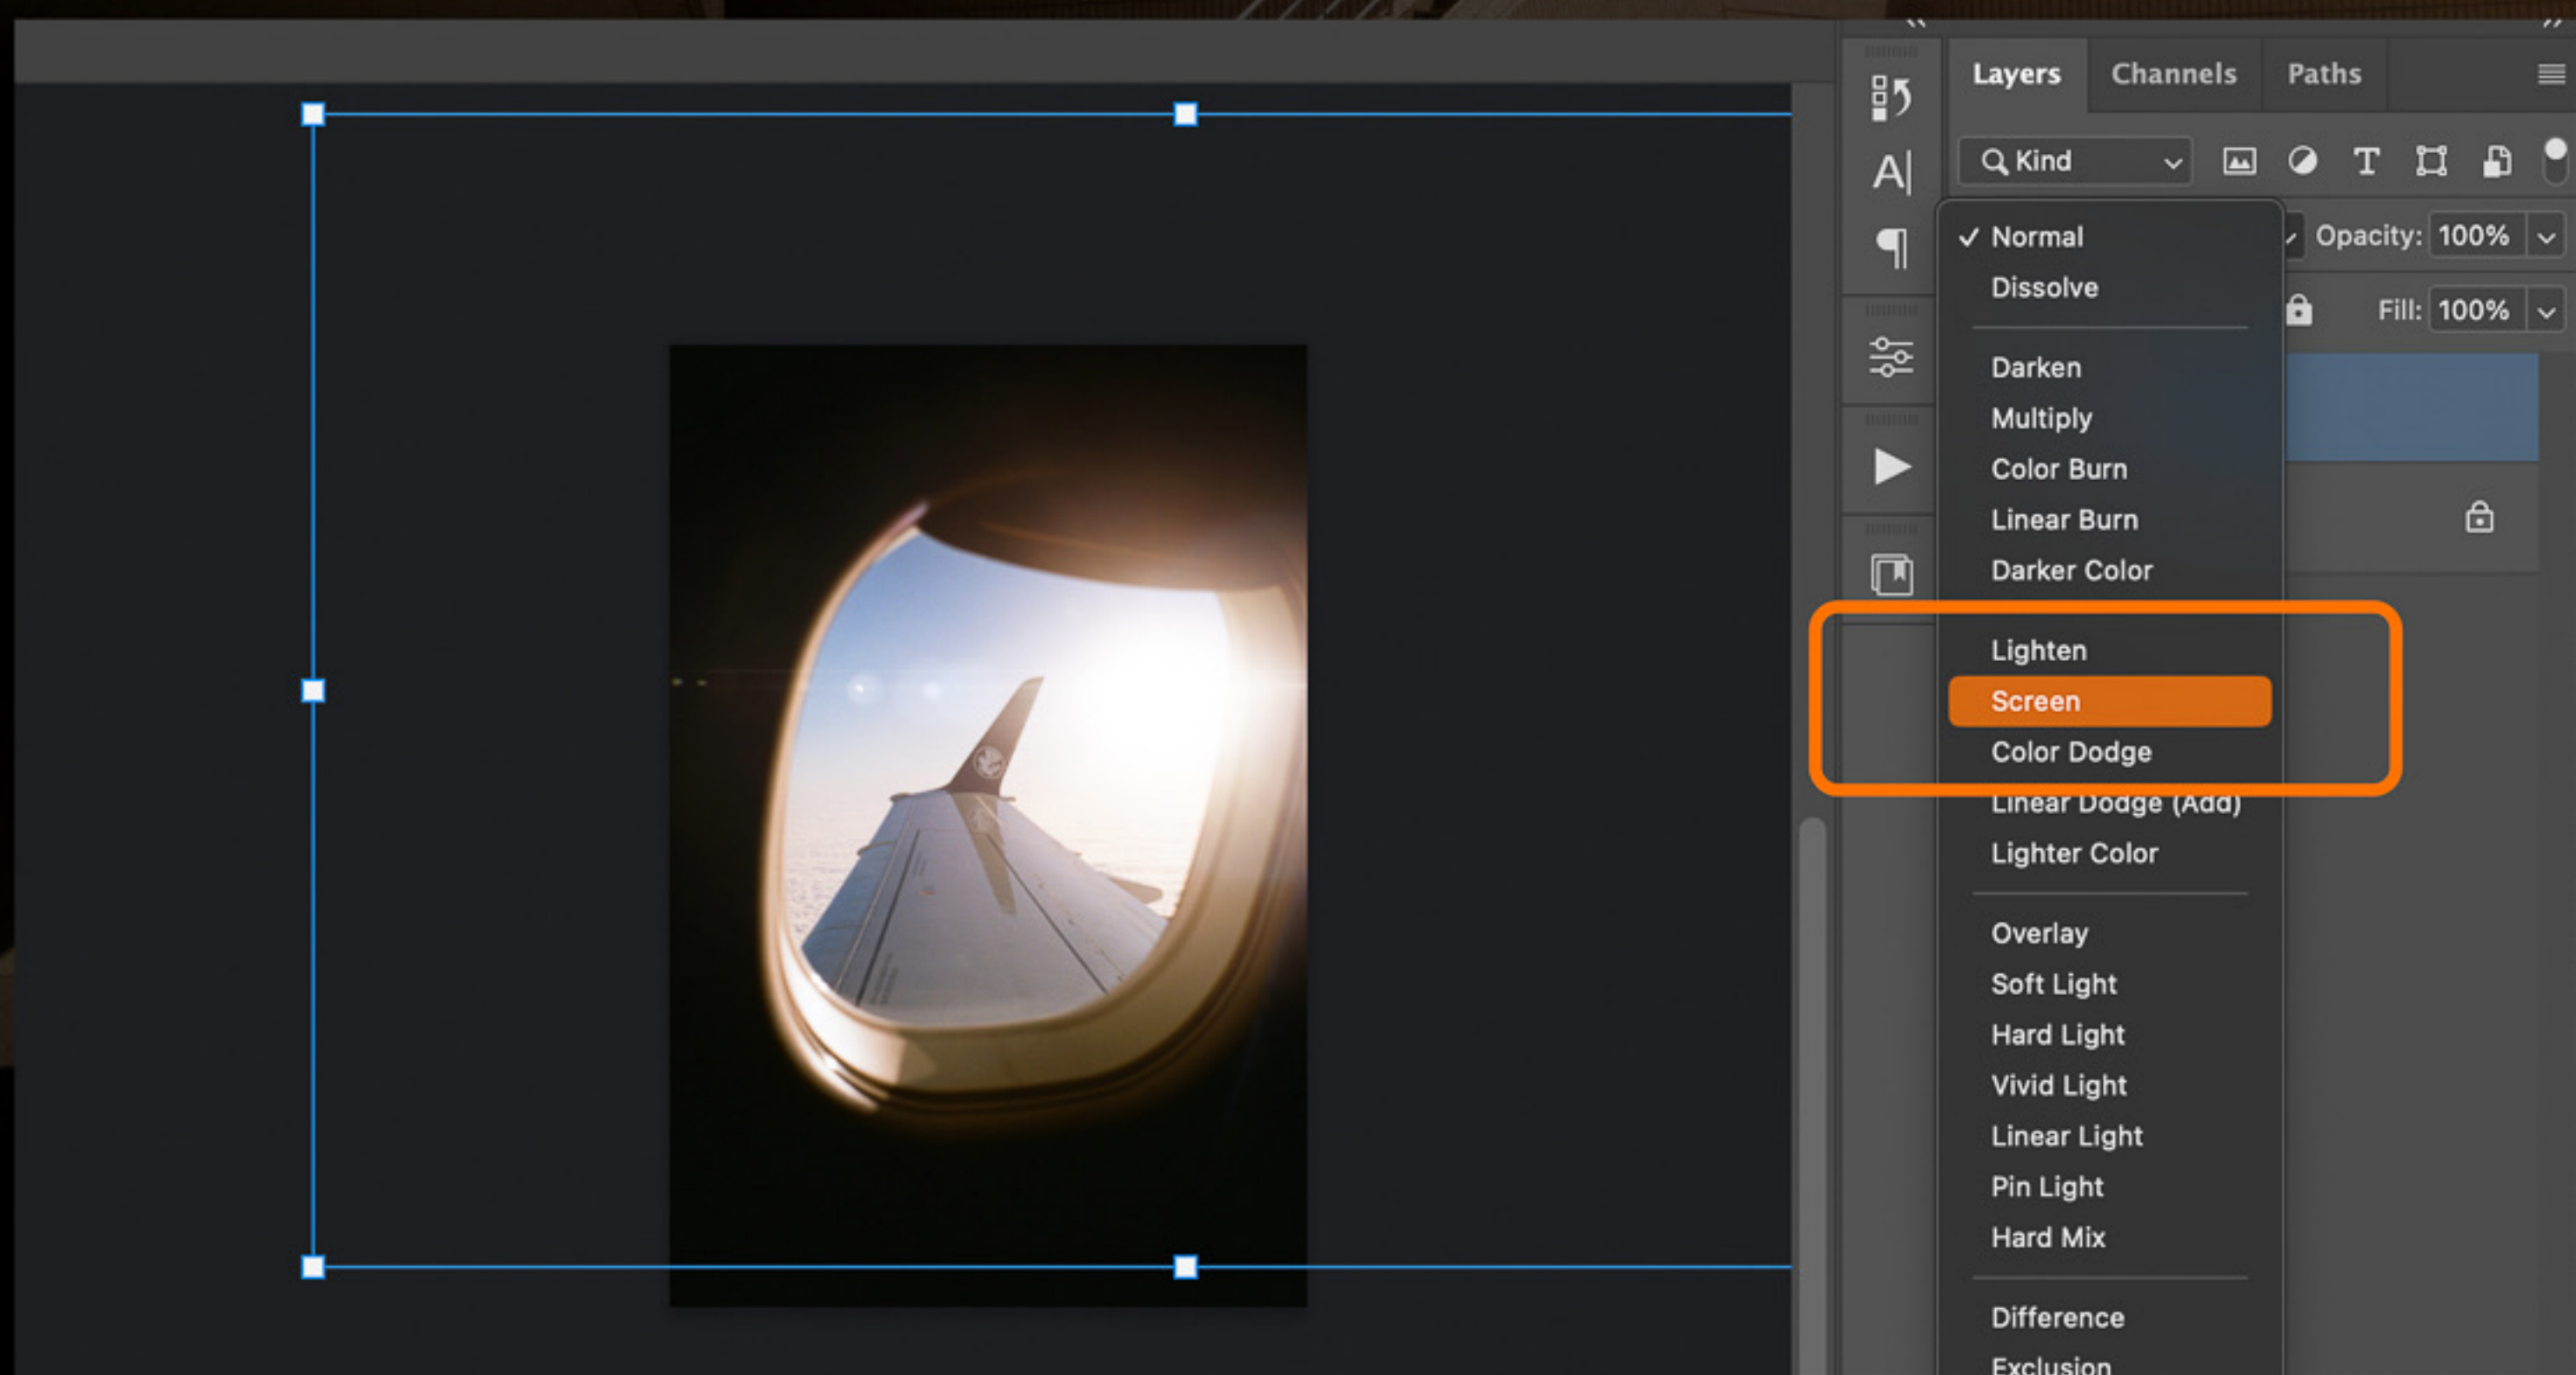 Layers Channels Paths
Kind
Normal
Opacity: 100%
Dissolve
Fill: 100%
Darken
Multiply
Color Burn
Linear Burn
Darker Color
Lighten
Screen
Color Dodge
Linear Dodge (Add)
Lighter Color
Overlay
Soft Light
Hard Light
Vivid Light
Linear Light
Pin Light
Hard Mix
Difference
Exclusion